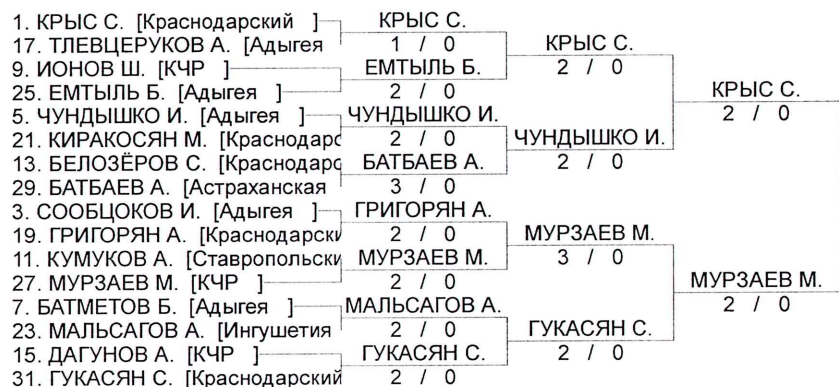 1. КРЫС С. [Краснодарский ]
17. ТЛЕВЦЕРУКОВ А. [Адыгея
9. ИОНОВ Ш. [КЧР ]
25. ЕМТЫЛЬ Б. [Адыгея ]
5. ЧУНДЫШКО И. [Адыгея ]
21. КИРАКОСЯН М. [Краснодарс
13. БЕЛОЗЁРОВ С. [Краснодарс
29. БАТБАЕВ А. [Астраханская
3. СООБЦОКОВ И. [Адыгея ]
19. ГРИГОРЯН А. [Краснодарски
11. КУМУКОВ А. [Ставропольски
27. МУРЗАЕВ М. [КЧР ]
7. БАТМЕТОВ Б. [Адыгея ]
23. МАЛЬСАГОВ А. [Ингушетия
15. ДАГУНОВ А. [КЧР ]
31. ГУКАСЯН С. [Краснодарский
КРЫС С.
1 / 0
ЕМТЫЛЬ Б.
2 / 0
ЧУНДЫШКО И.
2 / 0
БАТБАЕВ А.
3 / 0
ГРИГОРЯН А.
2 / 0
МУРЗАЕВ М.
2 / 0
МАЛЬСАГОВ А.
2 / 0
ГУКАСЯН С.
2 / 0
КРЫС С.
2 / 0
ЧУНДЫШКО И.
2 / 0
МУРЗАЕВ М.
3 / 0
ГУКАСЯН С.
2 / 0
КРЫС С.
2 / 0
МУРЗАЕВ М.
2 / 0